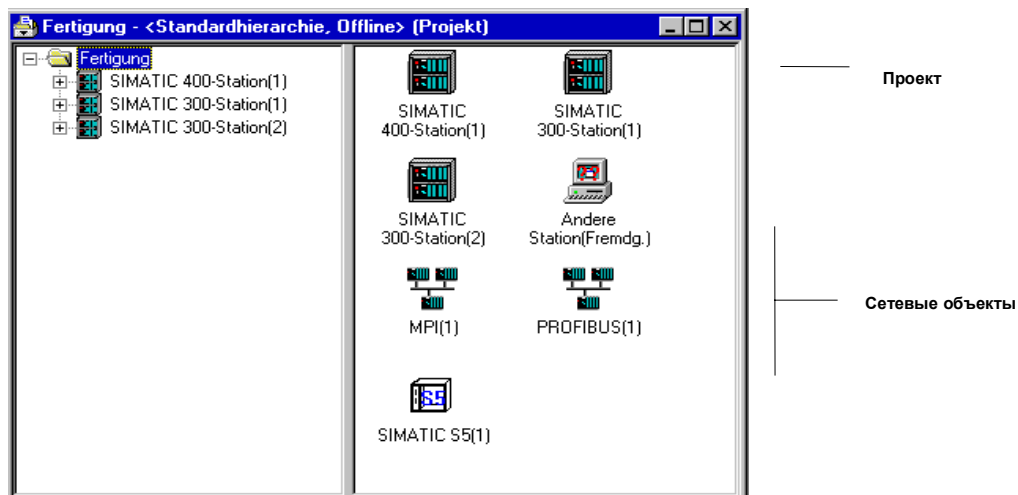 Fertigung - <Standardhierarchie, Offline> (Projekt)
Fertigung
SIMATIC 400-Station(1)
SIMATIC 300-Station(1)
SIMATIC 300-Station(2)
SIMATIC
400-Station(1)
SIMATIC
300-Station(1)
SIMATIC
300-Station(2)
Andere
Station(Fremdg.)
MPI(1)
PROFIBUS(1)
S5
SIMATIC S5(1)
Проект
Сетевые объекты